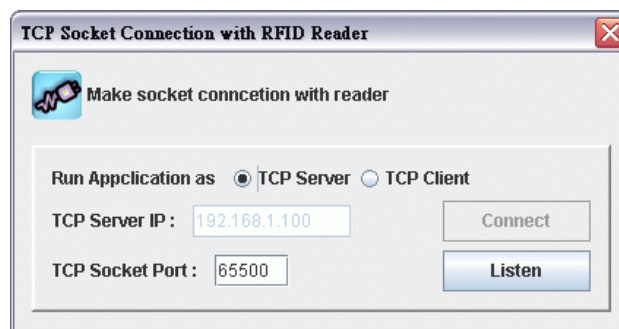 TCP Socket Connection with RFID Reader
Make socket conncetion with reader
Run Appclication as TCP Server TCP Client
TCP Server IP : 192.168.1.100 Connect
TCP Socket Port : 65500 Listen